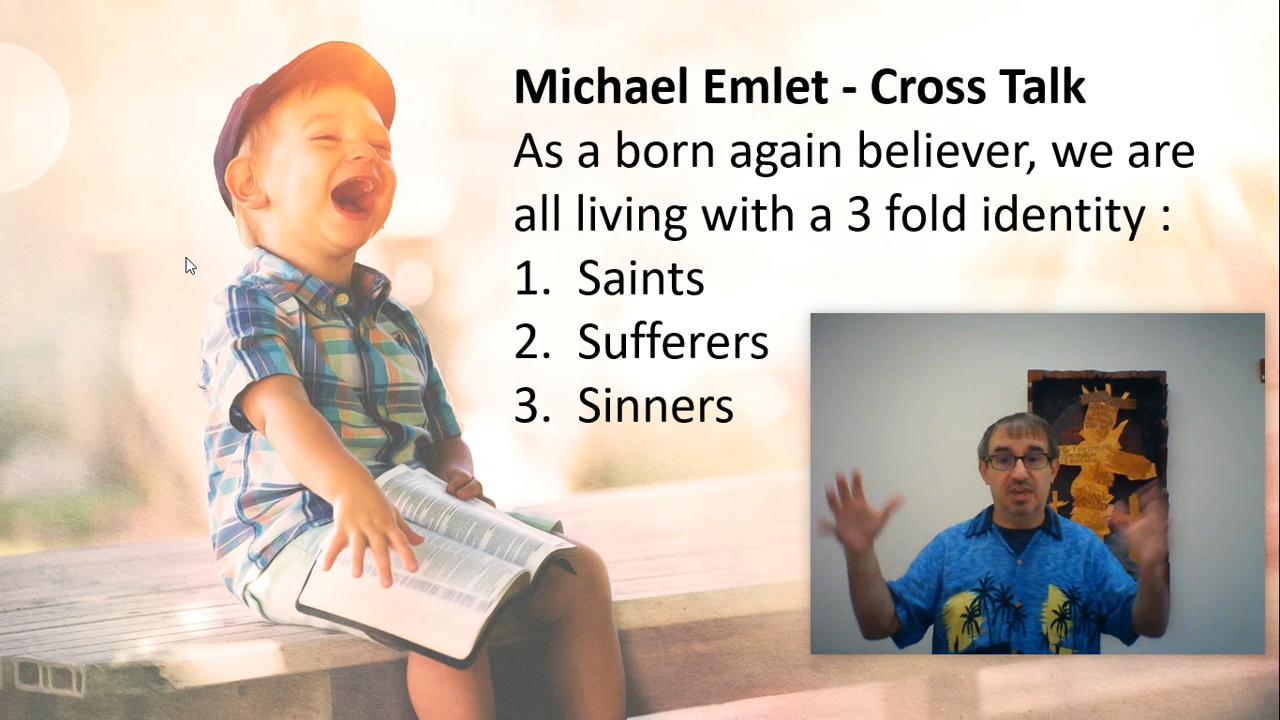 Michael Emlet - Cross Talk
As a born again believer, we are
all living with a 3 fold identity :
1. Saints
2. Sufferers
3. Sinners